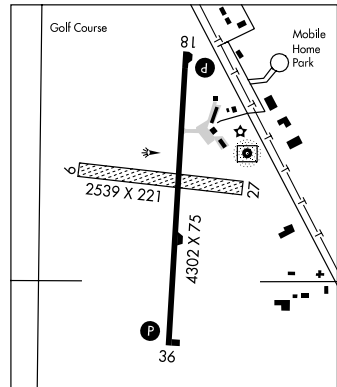 Golf Course
Mobile
Home
Park
18
P
9
2539 X 221
27
4302 X 75
P
36